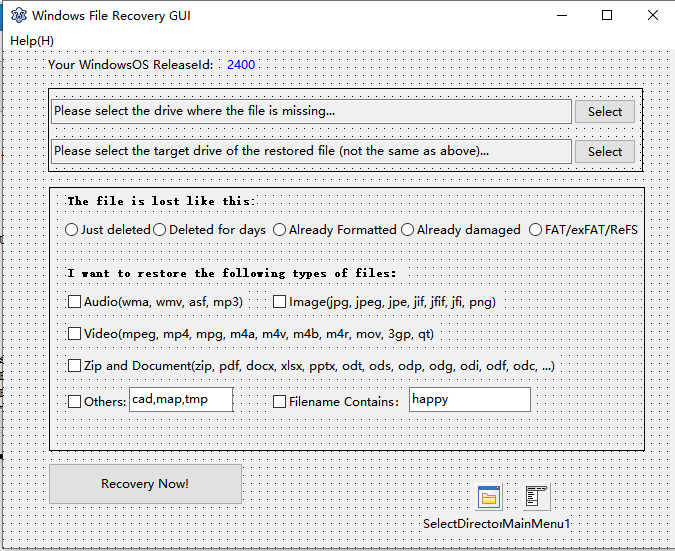 Windows File Recovery GUI
Help(H)
Your WindowsOS ReleaseId: 2400
Please select the drive where the file is missing... Select
Please select the target drive of the restored file (not the same as above)... Select
The file is lost like this:
Just deleted Deleted for days Already Formatted Already damaged FAT/exFAT/ReFS
I want to restore the following types of files:
Audio(wma, wmv, asf, mp3) Image(jpg, jpeg, jpe, jif, jfif, jfi, png)
Video(mpeg, mp4, mpg, m4a, m4v, m4b, m4r, mov, 3gp, qt)
Zip and Document(zip, pdf, docx, xlsx, pptx, odt, ods, odp, odg, odi, odf, odc, ...)
Others: cad,map,tmp Filename Contains: happy
Recovery Now!
SelectDirector MainMenu1